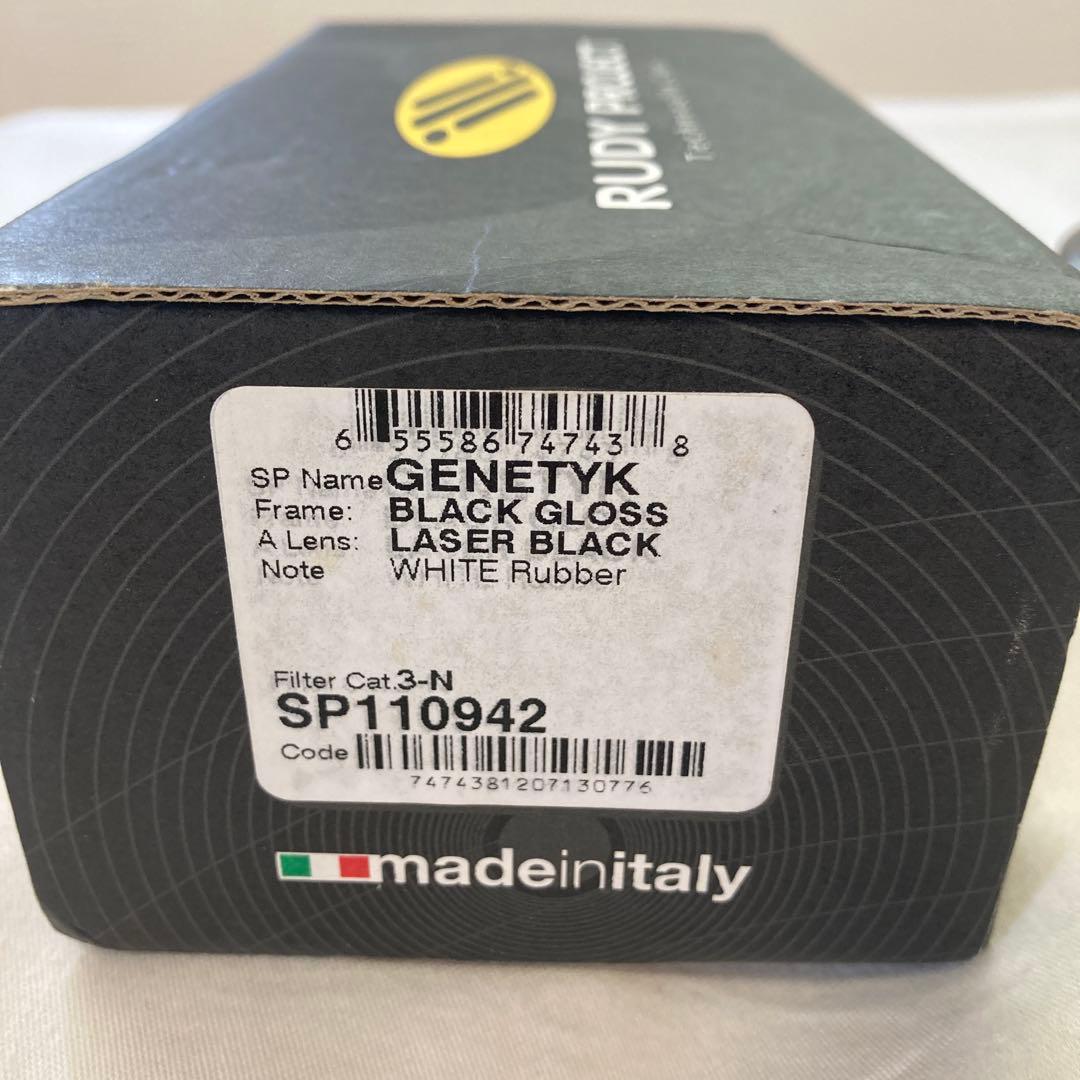 RUDY PROJECT
6 55586 74743 8
SP Name GENETYK
Frame: BLACK GLOSS
A Lens: LASER BLACK
Note WHITE Rubber
Filter Cat.3-N
SP110942
Code
7474381207130776
madeinitaly